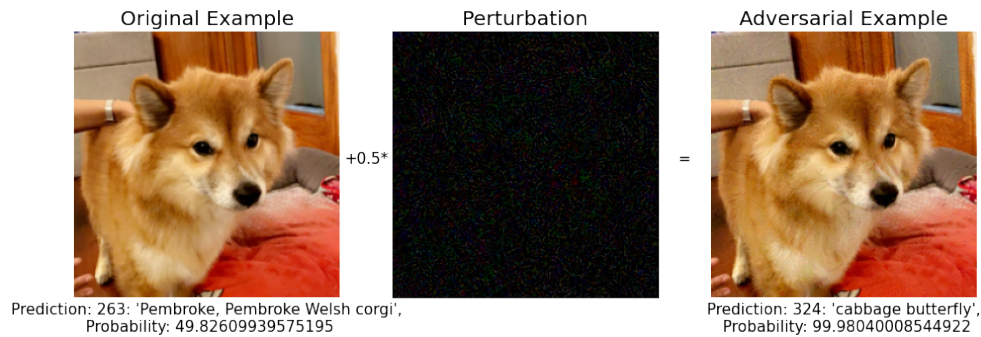 Original Example
Perturbation
Adversarial Example
+0.5*
=
Prediction: 263: 'Pembroke, Pembroke Welsh corgi',
Probability: 49.82609939575195
Prediction: 324: 'cabbage butterfly',
Probability: 99.98040008544922